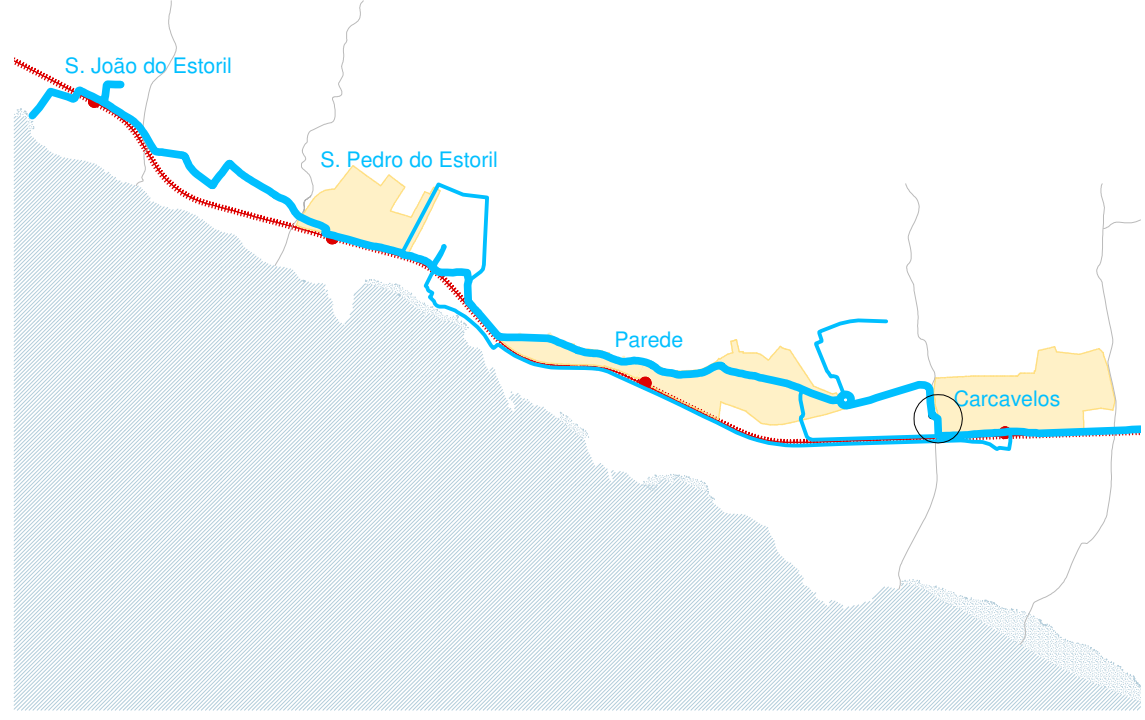 S. João do Estoril
S. Pedro do Estoril
Parede
Carcavelos